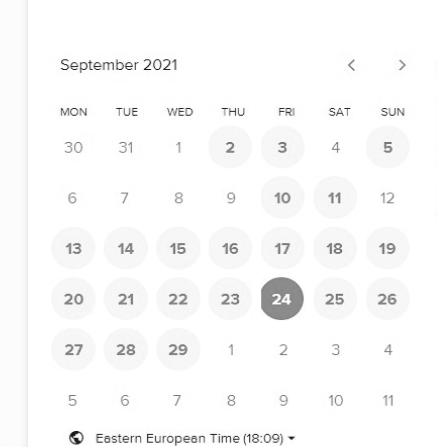 September 2021 < >
MON TUE WED THU FRI SAT SUN
30 31 1 2 3 4 5
6 7 8 9 10 11 12
13 14 15 16 17 18 19
20 21 22 23 24 25 26
27 28 29 1 2 3 4
5 6 7 8 9 10 11
Eastern European Time (18:09)